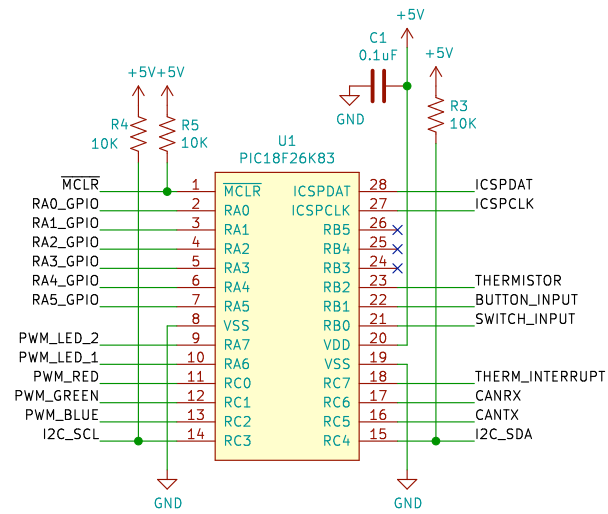 +5V
C1
0.1uF
+5V+5V
+5V
GND
R4
10K
R5
10K
R3
10K
U1
PIC18F26K83
MCLR 1 MCLR ICSPDAT 28 ICSPDAT
RA0_GPIO 2 RA0 ICSPCLK 27 ICSPCLK
RA1_GPIO 3 RA1 RB5 26
RA2_GPIO 4 RA2 RB4 25
RA3_GPIO 5 RA3 RB3 24
RA4_GPIO 6 RA4 RB2 23 THERMISTOR
RA5_GPIO 7 RA5 RB1 22 BUTTON_INPUT
8 VSS RB0 21 SWITCH_INPUT
PWM_LED_2 9 RA7 VDD 20
PWM_LED_1 10 RA6 VSS 19
PWM_RED 11 RC0 RC7 18 THERM_INTERRUPT
PWM_GREEN 12 RC1 RC6 17 CANRX
PWM_BLUE 13 RC2 RC5 16 CANTX
I2C_SCL 14 RC3 RC4 15 I2C_SDA
GND GND